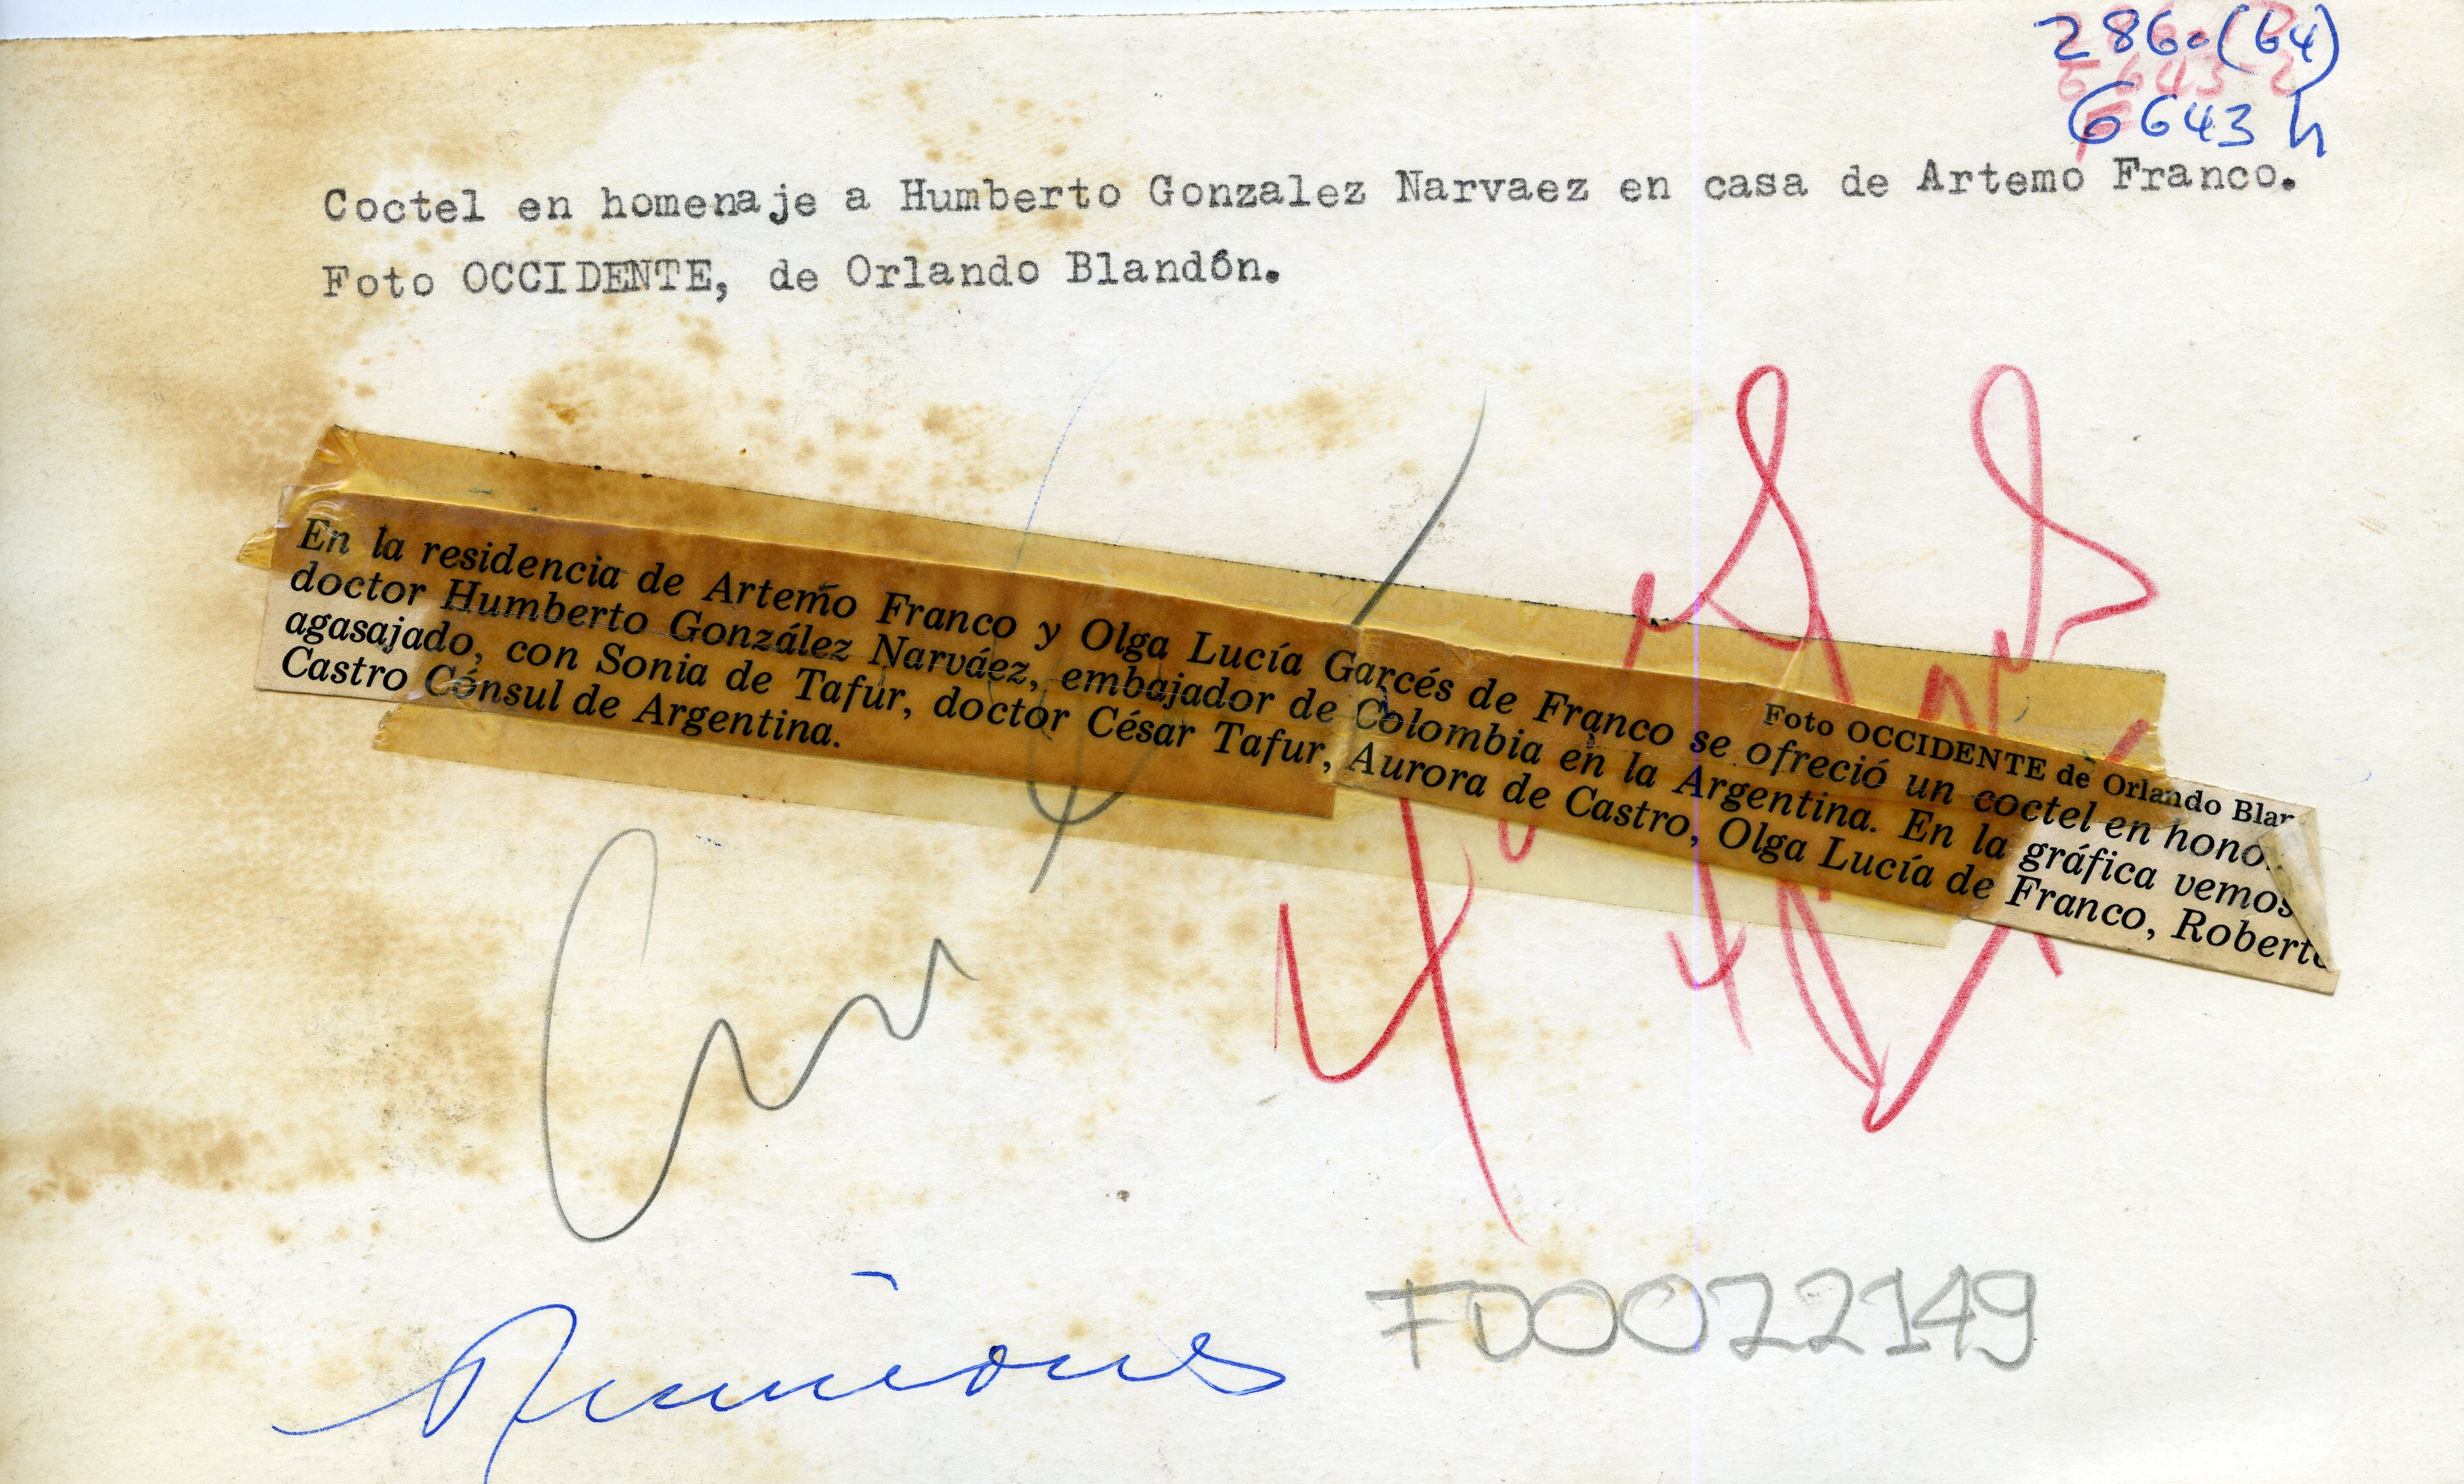 286.(64)
6643 h
Coctel en homenaje a Humberto Gonzalez Narvaez en casa de Artemo Franco.
Foto OCCIDENTE, de Orlando Blandón.
Foto OCCIDENTE de Orlando Blan
En la residencia de Artemo Franco y Olga Lucía Garcés de Franco se ofreció un coctel en hono
doctor Humberto González Narváez, embajador de Colombia en la Argentina. En la gráfica vemos
agasajado, con Sonia de Tafur, doctor César Tafur, Aurora de Castro, Olga Lucía de Franco, Roberto
Castro Cónsul de Argentina.
FD0022149
Reuniones